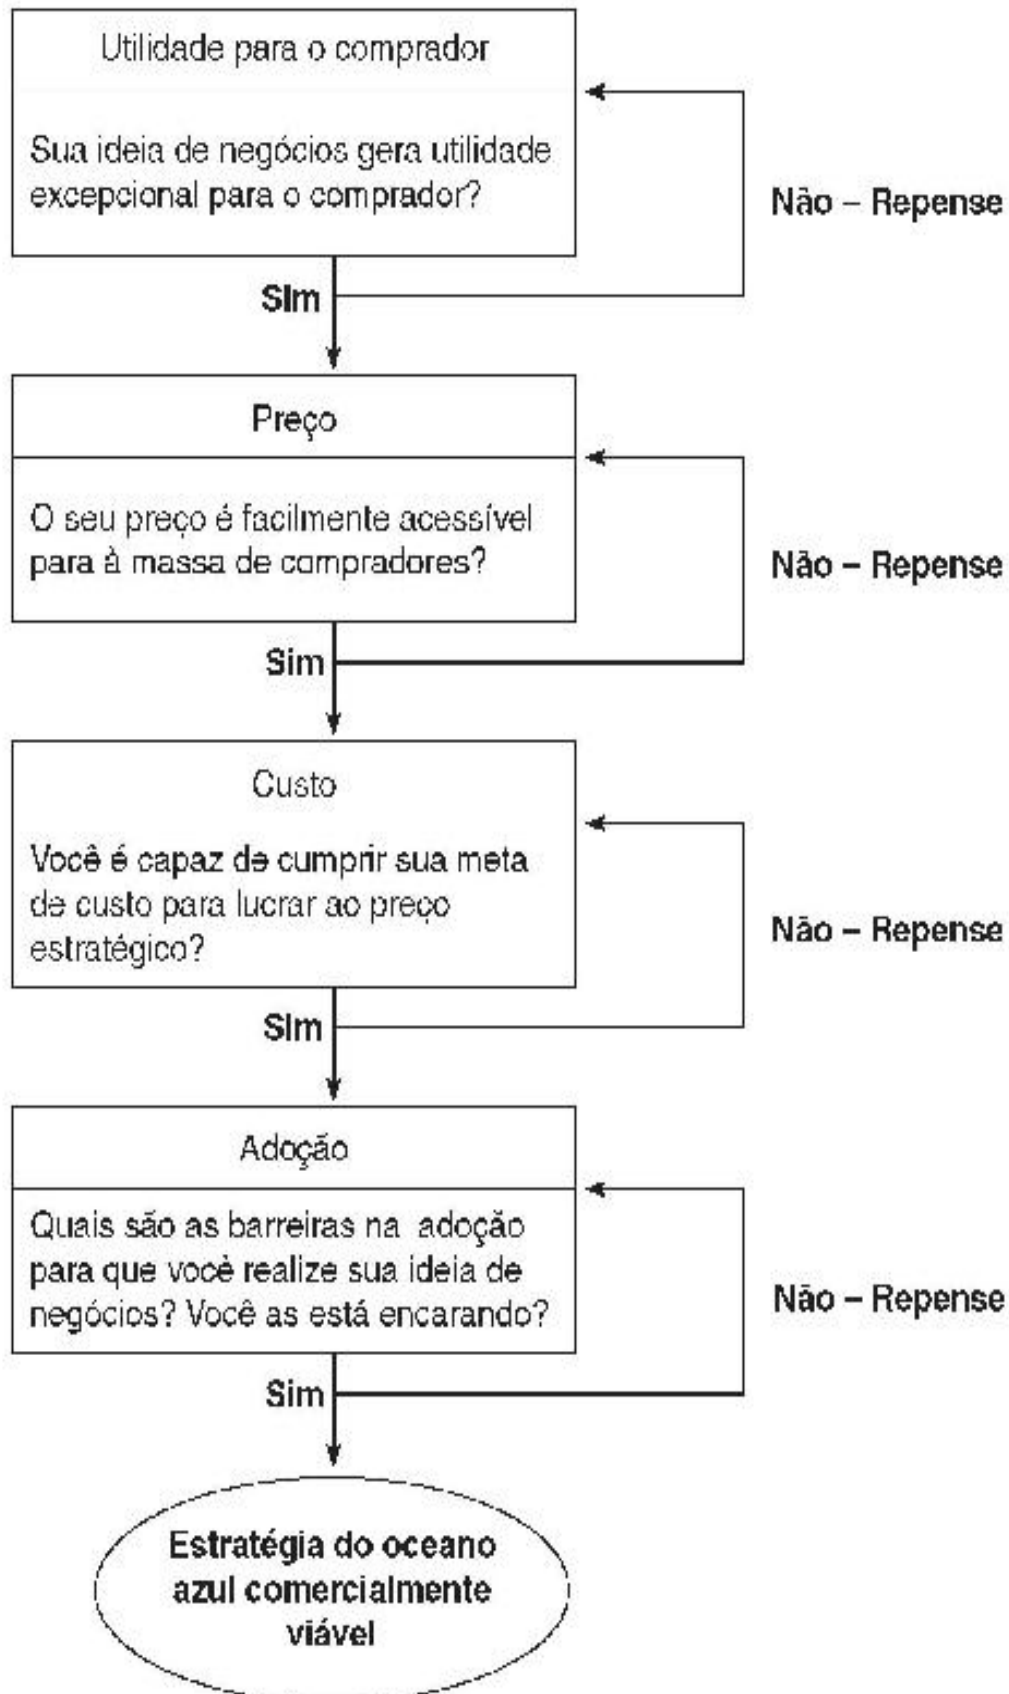 Utilidade para o comprador
Sua ideia de negócios gera utilidade
excepcional para o comprador?
Não – Repense
Sim
Preço
O seu preço é facilmente acessível
para à massa de compradores?
Não – Repense
Sim
Custo
Você é capaz de cumprir sua meta
de custo para lucrar ao preço
estratégico?
Não – Repense
Sim
Adoção
Quais são as barreiras na adoção
para que você realize sua ideia de
negócios? Você as está encarando?
Não – Repense
Sim
Estratégia do oceano
azul comercialmente
viável